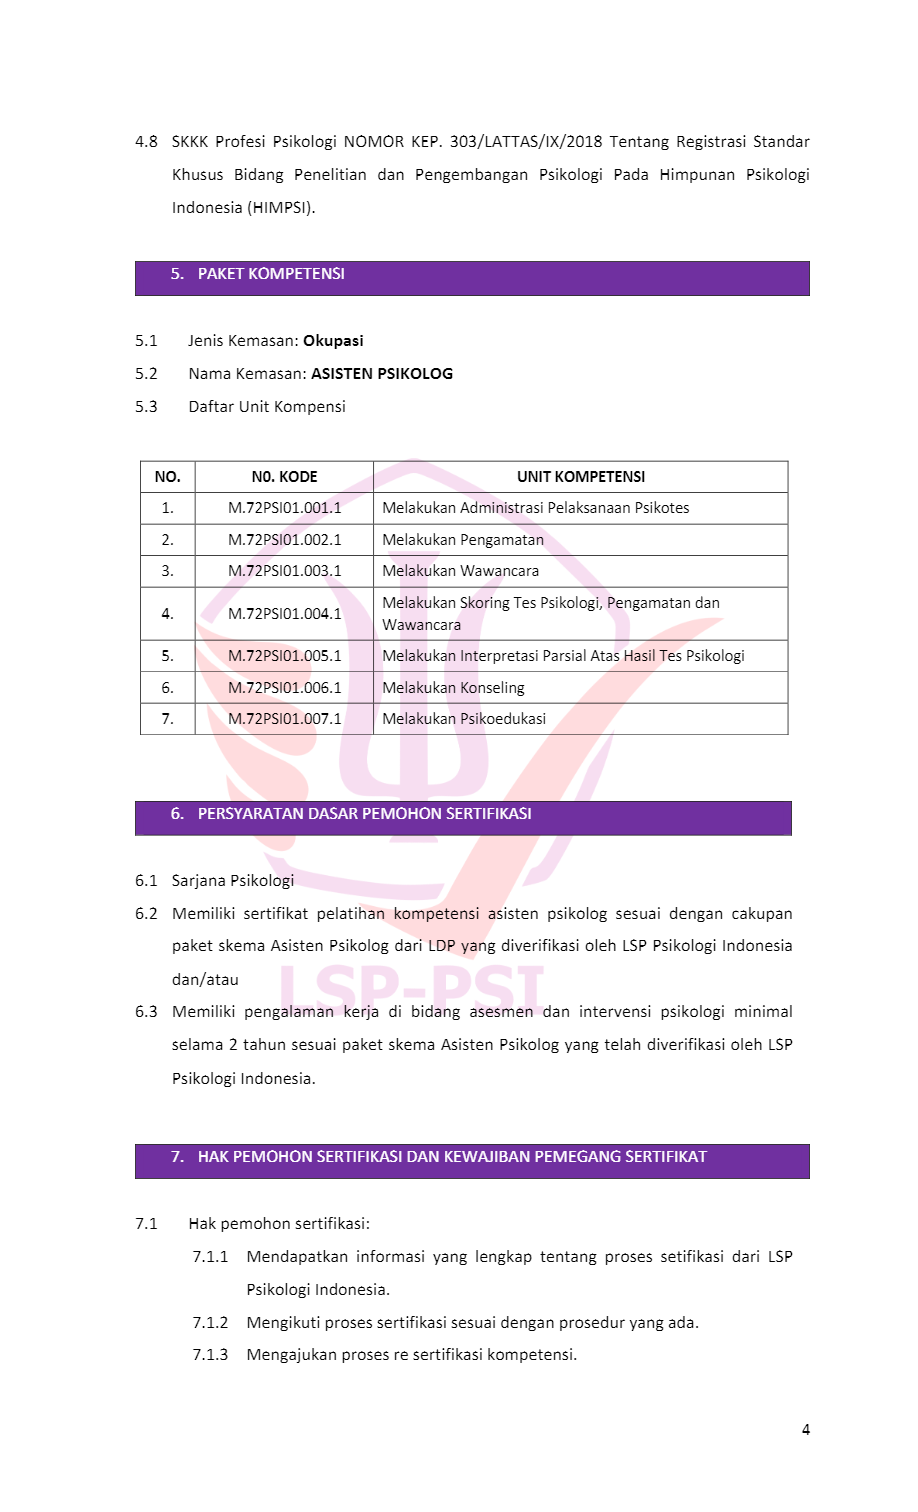 4.8 SKKK Profesi Psikologi NOMOR KEP. 303/LATTAS/IX/2018 Tentang Registrasi Standar
Khusus Bidang Penelitian dan Pengembangan Psikologi Pada Himpunan Psikologi
Indonesia (HIMPSI).
5. PAKET KOMPETENSI
5.1 Jenis Kemasan: Okupasi
5.2 Nama Kemasan: ASISTEN PSIKOLOG
5.3 Daftar Unit Kompensi
NO. N0. KODE UNIT KOMPETENSI
1. M.72PSI01.001.1 Melakukan Administrasi Pelaksanaan Psikotes
2. M.72PSI01.002.1 Melakukan Pengamatan
3. M.72PSI01.003.1 Melakukan Wawancara
4. M.72PSI01.004.1 Melakukan Skoring Tes Psikologi, Pengamatan dan
Wawancara
5. M.72PSI01.005.1 Melakukan Interpretasi Parsial Atas Hasil Tes Psikologi
6. M.72PSI01.006.1 Melakukan Konseling
7. M.72PSI01.007.1 Melakukan Psikoedukasi
6. PERSYARATAN DASAR PEMOHON SERTIFIKASI
6.1 Sarjana Psikologi
6.2 Memiliki sertifikat pelatihan kompetensi asisten psikolog sesuai dengan cakupan
paket skema Asisten Psikolog dari LDP yang diverifikasi oleh LSP Psikologi Indonesia
dan/atau
LSP-PSI
6.3 Memiliki pengalaman kerja di bidang asesmen dan intervensi psikologi minimal
selama 2 tahun sesuai paket skema Asisten Psikolog yang telah diverifikasi oleh LSP
Psikologi Indonesia.
7. HAK PEMOHON SERTIFIKASI DAN KEWAJIBAN PEMEGANG SERTIFIKAT
7.1 Hak pemohon sertifikasi:
7.1.1 Mendapatkan informasi yang lengkap tentang proses setifikasi dari LSP
Psikologi Indonesia.
7.1.2 Mengikuti proses sertifikasi sesuai dengan prosedur yang ada.
7.1.3 Mengajukan proses re sertifikasi kompetensi.
4